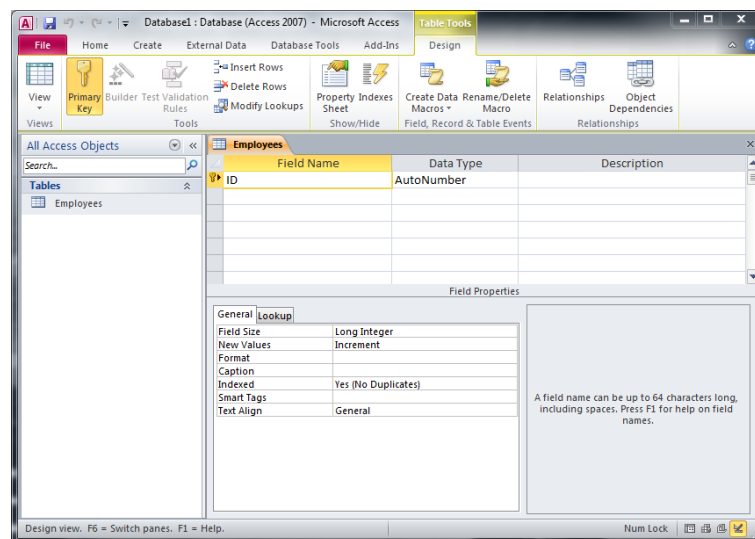 Database1 : Database (Access 2007) - Microsoft Access
Table Tools
File Home Create External Data Database Tools Add-Ins Design
View
Views
Primary Key
Builder
Test Validation Rules
Insert Rows
Delete Rows
Modify Lookups
Tools
Property Sheet
Indexes
Show/Hide
Create Data Macros
Rename/Delete Macro
Field, Record & Table Events
Relationships
Object Dependencies
Relationships
All Access Objects
Search...
Tables
Employees
Employees
Field Name Data Type Description
ID AutoNumber
Field Properties
General Lookup
Field Size Long Integer
New Values Increment
Format
Caption
Indexed Yes (No Duplicates)
Smart Tags
Text Align General
A field name can be up to 64 characters long,
including spaces. Press F1 for help on field
names.
Design view. F6 = Switch panes. F1 = Help.
Num Lock